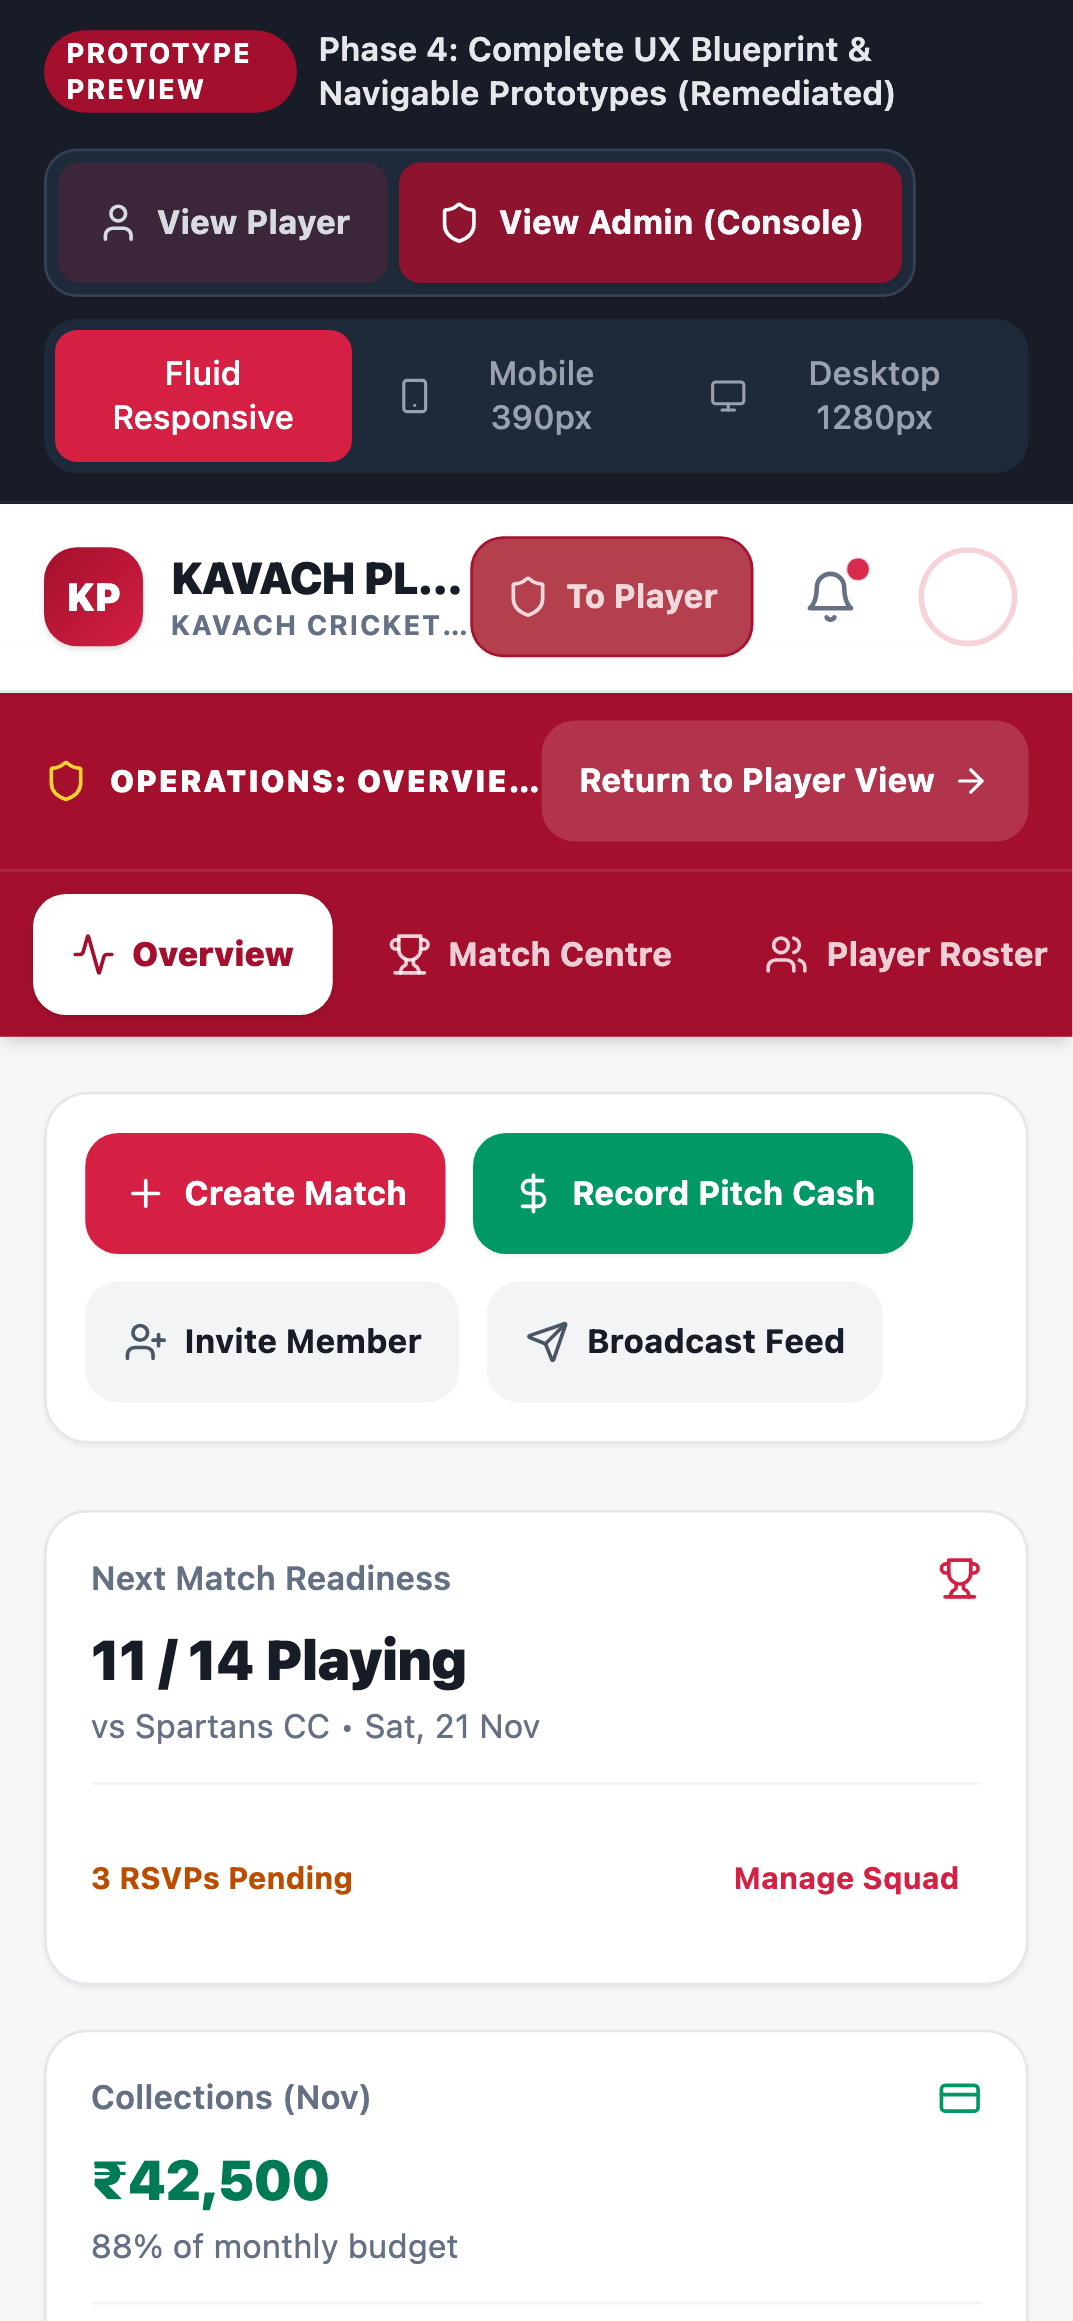 PROTOTYPE
PREVIEW
Phase 4: Complete UX Blueprint &
Navigable Prototypes (Remediated)
View Player
View Admin (Console)
Fluid
Responsive
Mobile
390px
Desktop
1280px
KP
KAVACH PL...
KAVACH CRICKET...
To Player
OPERATIONS: OVERVIE...
Return to Player View
Overview
Match Centre
Player Roster
Create Match
Record Pitch Cash
Invite Member
Broadcast Feed
Next Match Readiness
11 / 14 Playing
vs Spartans CC • Sat, 21 Nov
3 RSVPs Pending
Manage Squad
Collections (Nov)
₹42,500
88% of monthly budget